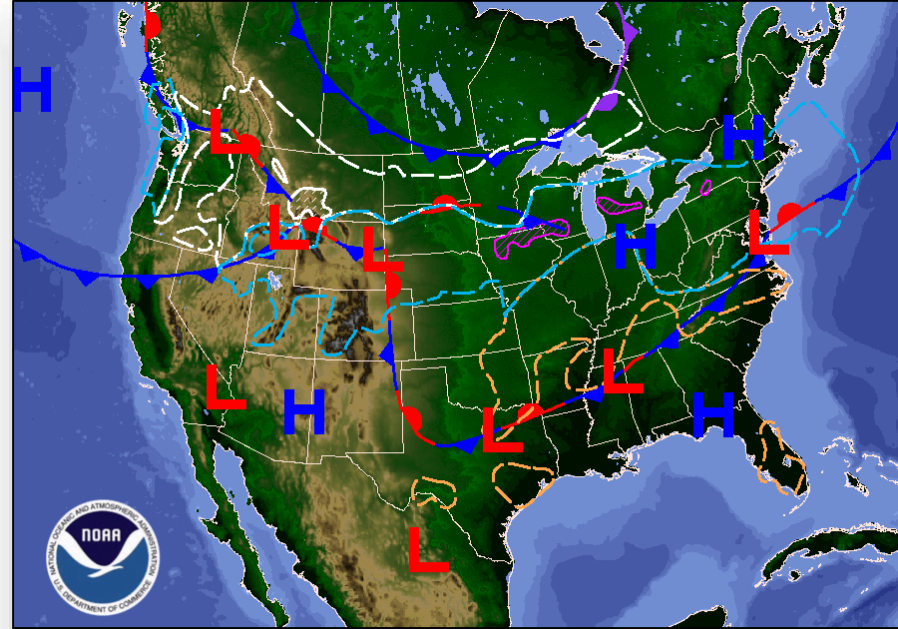 H
L
H
L
L
H
L
L
L
H
H
L
L
NATIONAL OCEANIC AND ATMOSPHERIC ADMINISTRATION
NOAA
U.S. DEPARTMENT OF COMMERCE